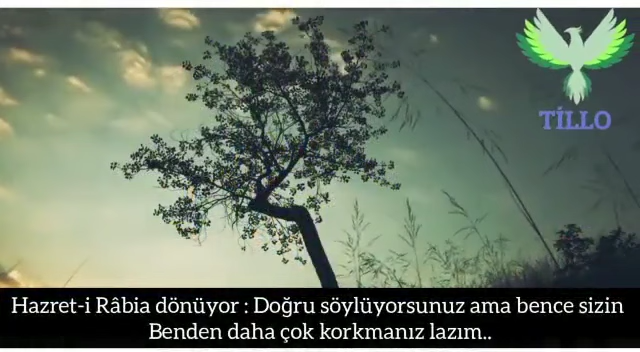 TİLLO
Hazret-i Râbia dönüyor : Doğru söylüyorsunuz ama bence sizin
Benden daha çok korkmanız lazım..